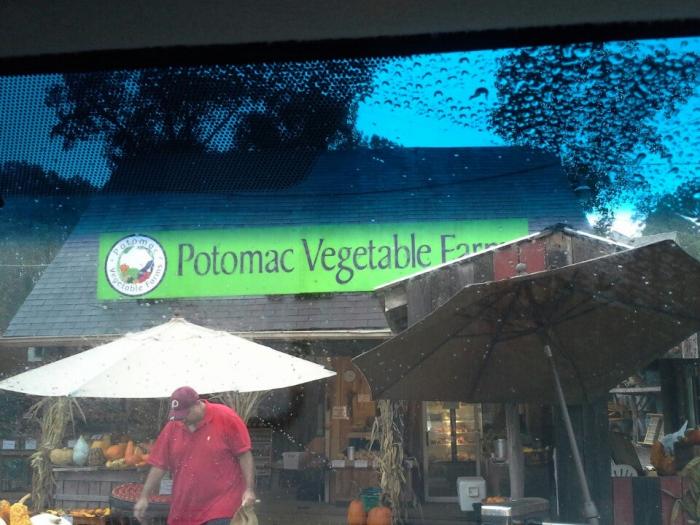 Potomac
Vegetable Farms
Potomac Vegetable Farms